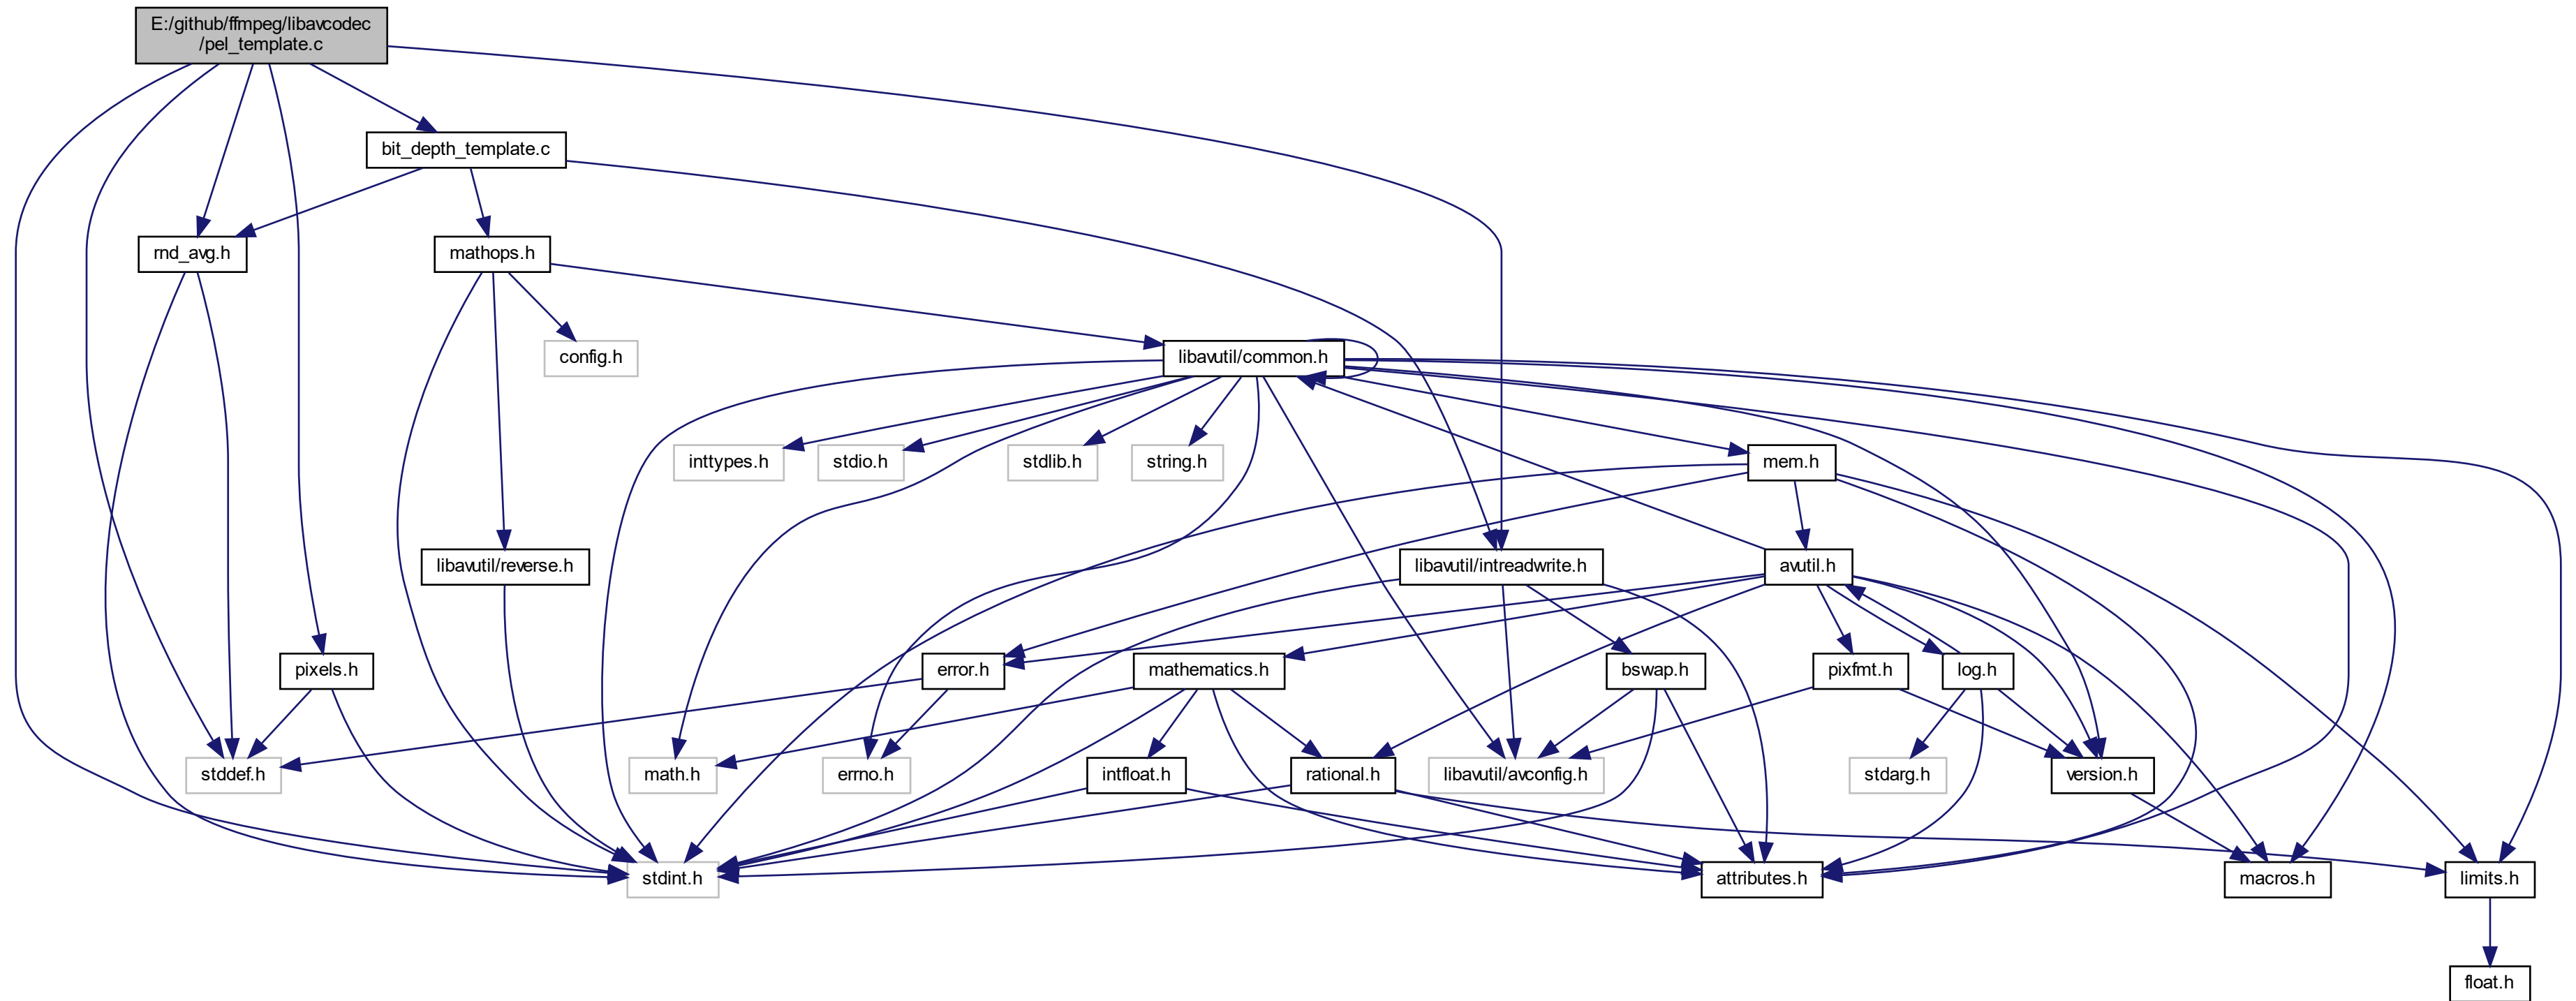 E:/github/ffmpeg/libavcodec
/pel_template.c
bit_depth_template.c
rnd_avg.h
mathops.h
config.h
libavutil/common.h
inttypes.h
stdio.h
stdlib.h
string.h
mem.h
libavutil/reverse.h
libavutil/intreadwrite.h
avutil.h
pixels.h
error.h
mathematics.h
bswap.h
pixfmt.h
log.h
stddef.h
math.h
errno.h
intfloat.h
rational.h
libavutil/avconfig.h
stdarg.h
version.h
stdint.h
attributes.h
macros.h
limits.h
float.h